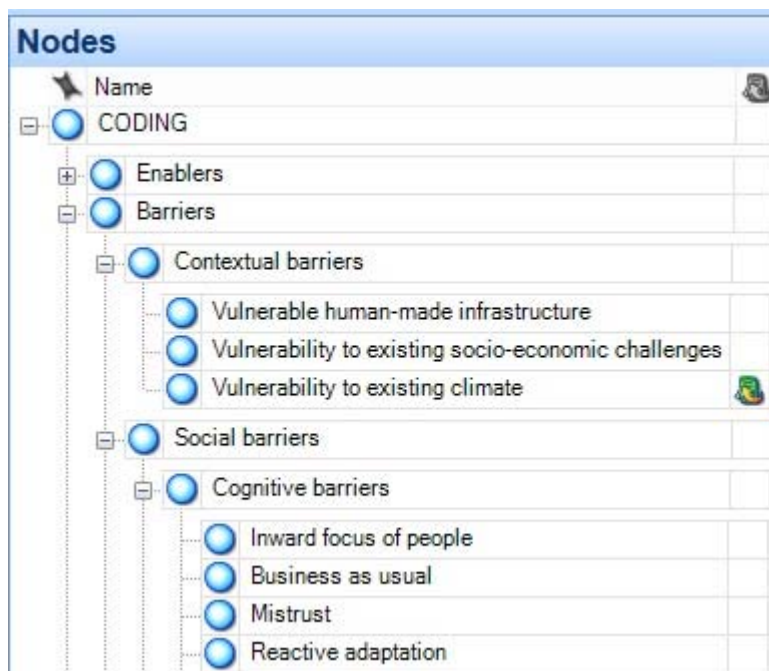 Nodes
Name
CODING
Enablers
Barriers
Contextual barriers
Vulnerable human-made infrastructure
Vulnerability to existing socio-economic challenges
Vulnerability to existing climate
Social barriers
Cognitive barriers
Inward focus of people
Business as usual
Mistrust
Reactive adaptation